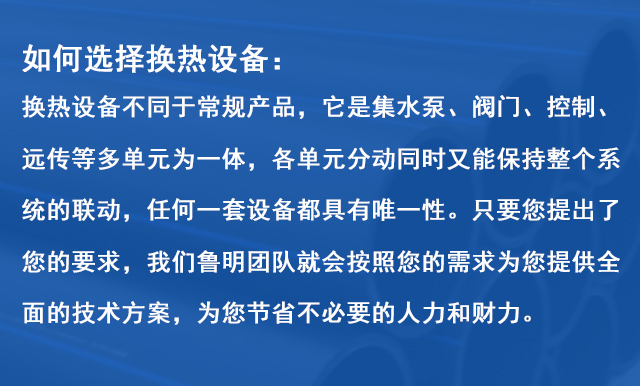 如何选择换热设备：
换热设备不同于常规产品，它是集水泵、阀门、控制、
远传等多单元为一体，各单元分动同时又能保持整个系
统的联动，任何一套设备都具有唯一性。只要您提出了
您的要求，我们鲁明团队就会按照您的需求为您提供全
面的技术方案，为您节省不必要的人力和财力。